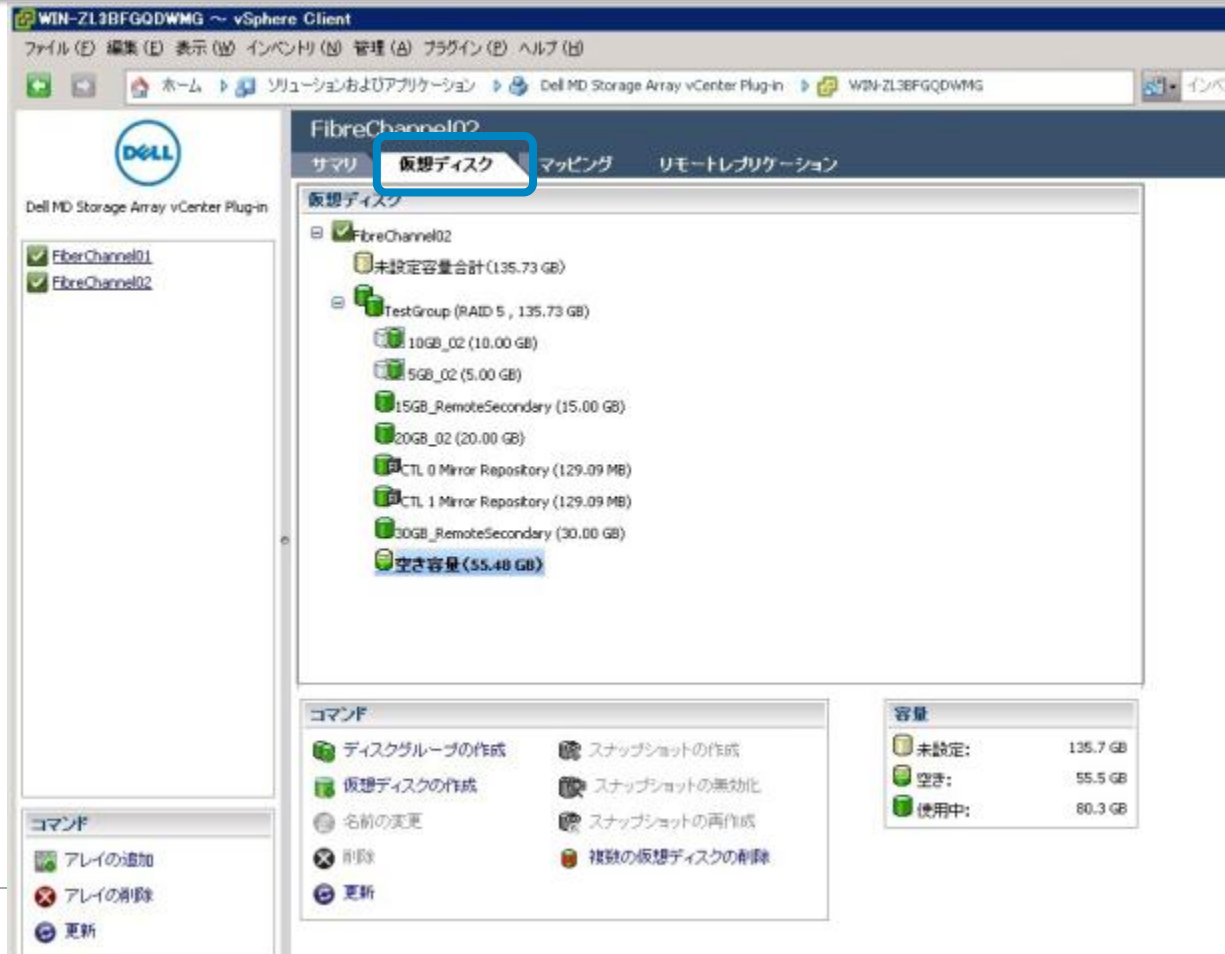 WIN-ZL3BFGQDWMG ～ vSphere Client
ファイル(F) 編集(E) 表示(W) インベントリ(N) 管理(A) プラグイン(P) ヘルプ(H)
ホーム ソリューションおよびアプリケーション Dell MD Storage Array vCenter Plug-in WIN-ZL3BFGQDWMG インベ
DELL
Dell MD Storage Array vCenter Plug-in
FiberChannel01
FibreChannel02
コマンド
アレイの追加
アレイの削除
更新
FibreChannel02
サマリ 仮想ディスク マッピング リモートレプリケーション
仮想ディスク
FibreChannel02
未設定容量合計(135.73 GB)
TestGroup (RAID 5 , 135.73 GB)
10GB_02 (10.00 GB)
5GB_02 (5.00 GB)
15GB_RemoteSecondary (15.00 GB)
20GB_02 (20.00 GB)
CTL 0 Mirror Repository (129.09 MB)
CTL 1 Mirror Repository (129.09 MB)
30GB_RemoteSecondary (30.00 GB)
空き容量(55.48 GB)
コマンド
ディスクグループの作成 スナップショットの作成
仮想ディスクの作成 スナップショットの無効化
名前の変更 スナップショットの再作成
削除 複数の仮想ディスクの削除
更新
容量
未設定: 135.7 GB
空き: 55.5 GB
使用中: 80.3 GB